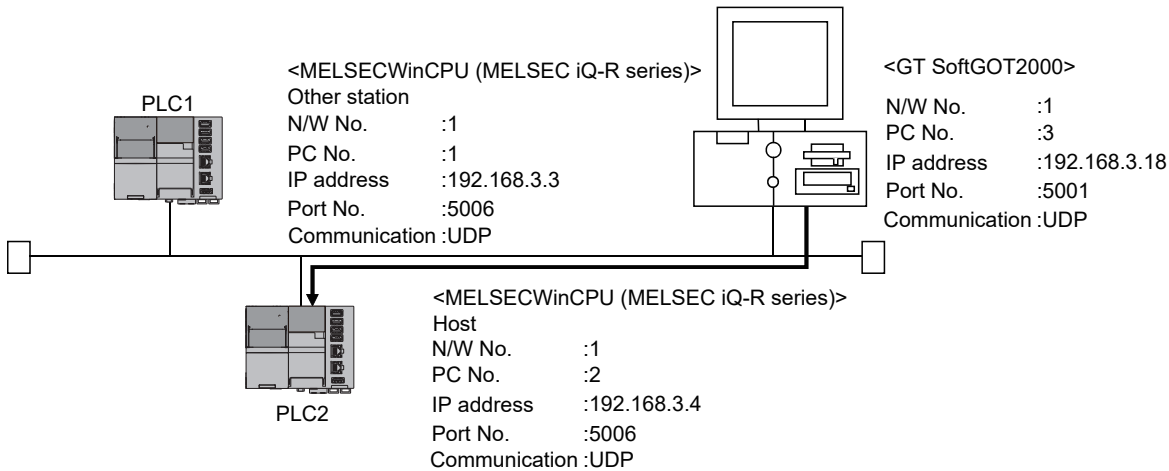 PLC1
<MELSECWinCPU (MELSEC iQ-R series)>
Other station
N/W No. :1
PC No. :1
IP address :192.168.3.3
Port No. :5006
Communication :UDP
<GT SoftGOT2000>
N/W No. :1
PC No. :3
IP address :192.168.3.18
Port No. :5001
Communication :UDP
PLC2
<MELSECWinCPU (MELSEC iQ-R series)>
Host
N/W No. :1
PC No. :2
IP address :192.168.3.4
Port No. :5006
Communication :UDP